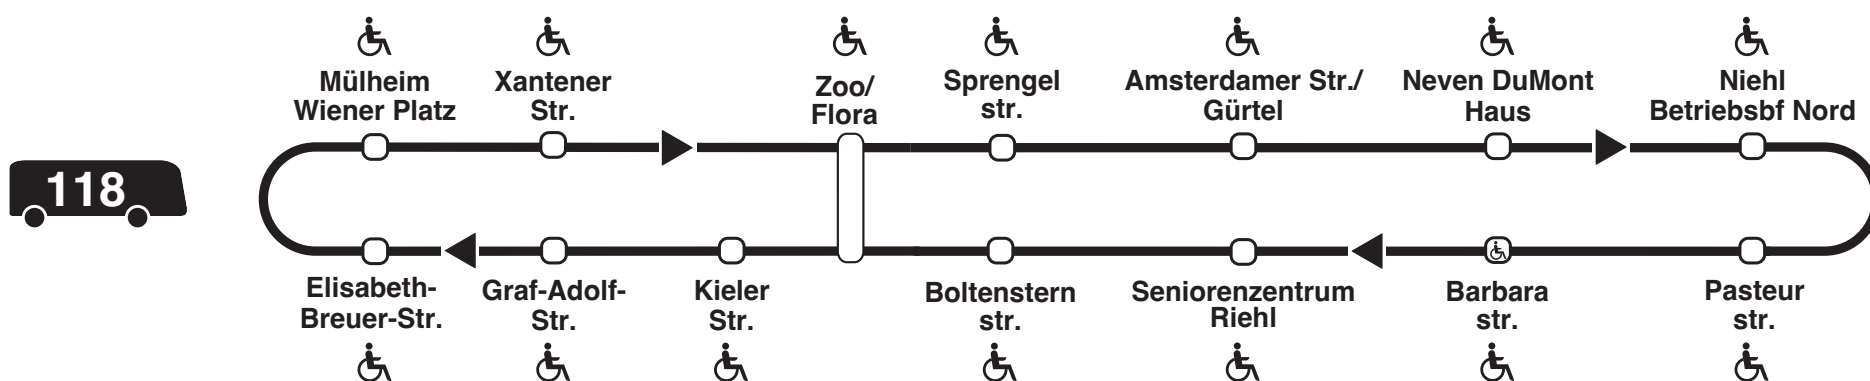 118
Mülheim
Wiener Platz
Xantener
Str.
Zoo/
Flora
Sprengel
str.
Amsterdamer Str./
Gürtel
Neven DuMont
Haus
Niehl
Betriebsbf Nord
Elisabeth-
Breuer-Str.
Graf-Adolf-
Str.
Kieler
Str.
Boltenstern
str.
Seniorenzentrum
Riehl
Barbara
str.
Pasteur
str.